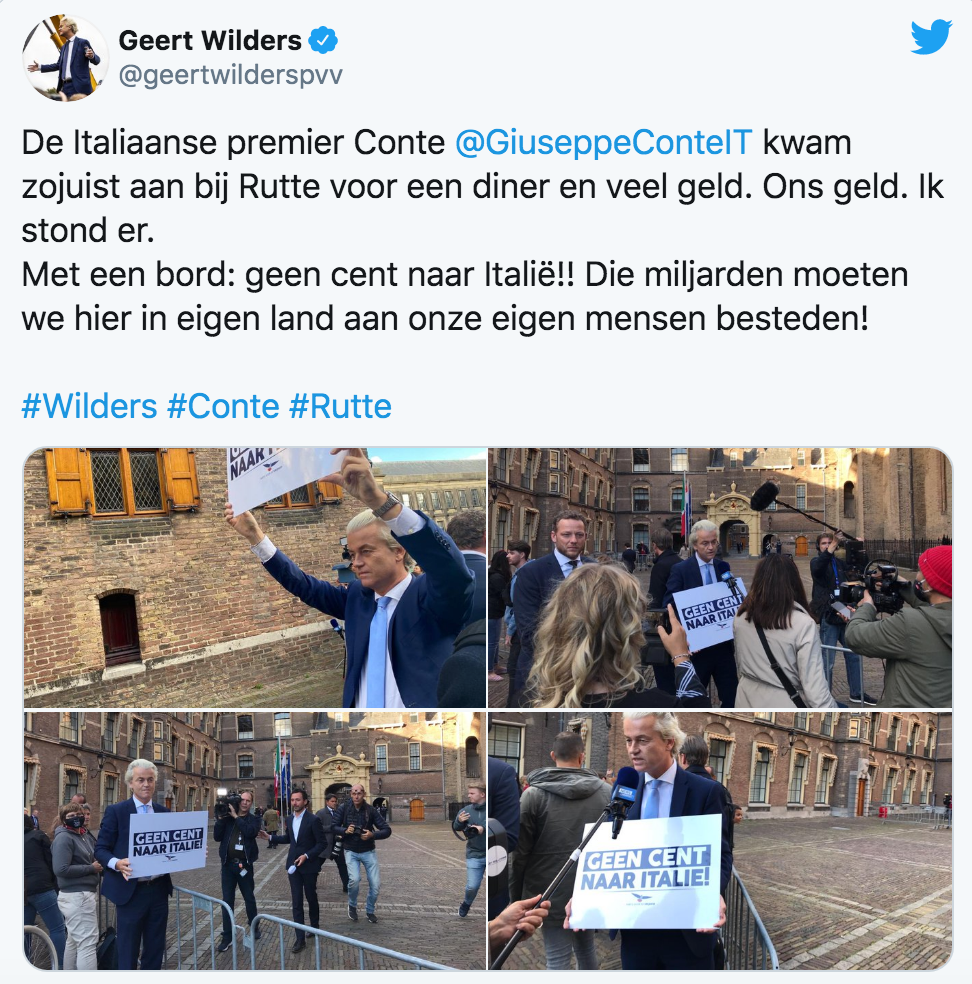 Geert Wilders
@geertwilderspvv
De Italiaanse premier Conte @GiuseppeConteIT kwam
zojuist aan bij Rutte voor een diner en veel geld. Ons geld. Ik
stond er.
Met een bord: geen cent naar Italië!! Die miljarden moeten
we hier in eigen land aan onze eigen mensen besteden!
#Wilders #Conte #Rutte
GEEN CENT
NAAR
GEEN CENT
NAAR ITA
GEEN CENT
NAAR ITALIE!
GEEN CENT
NAAR ITALIE!